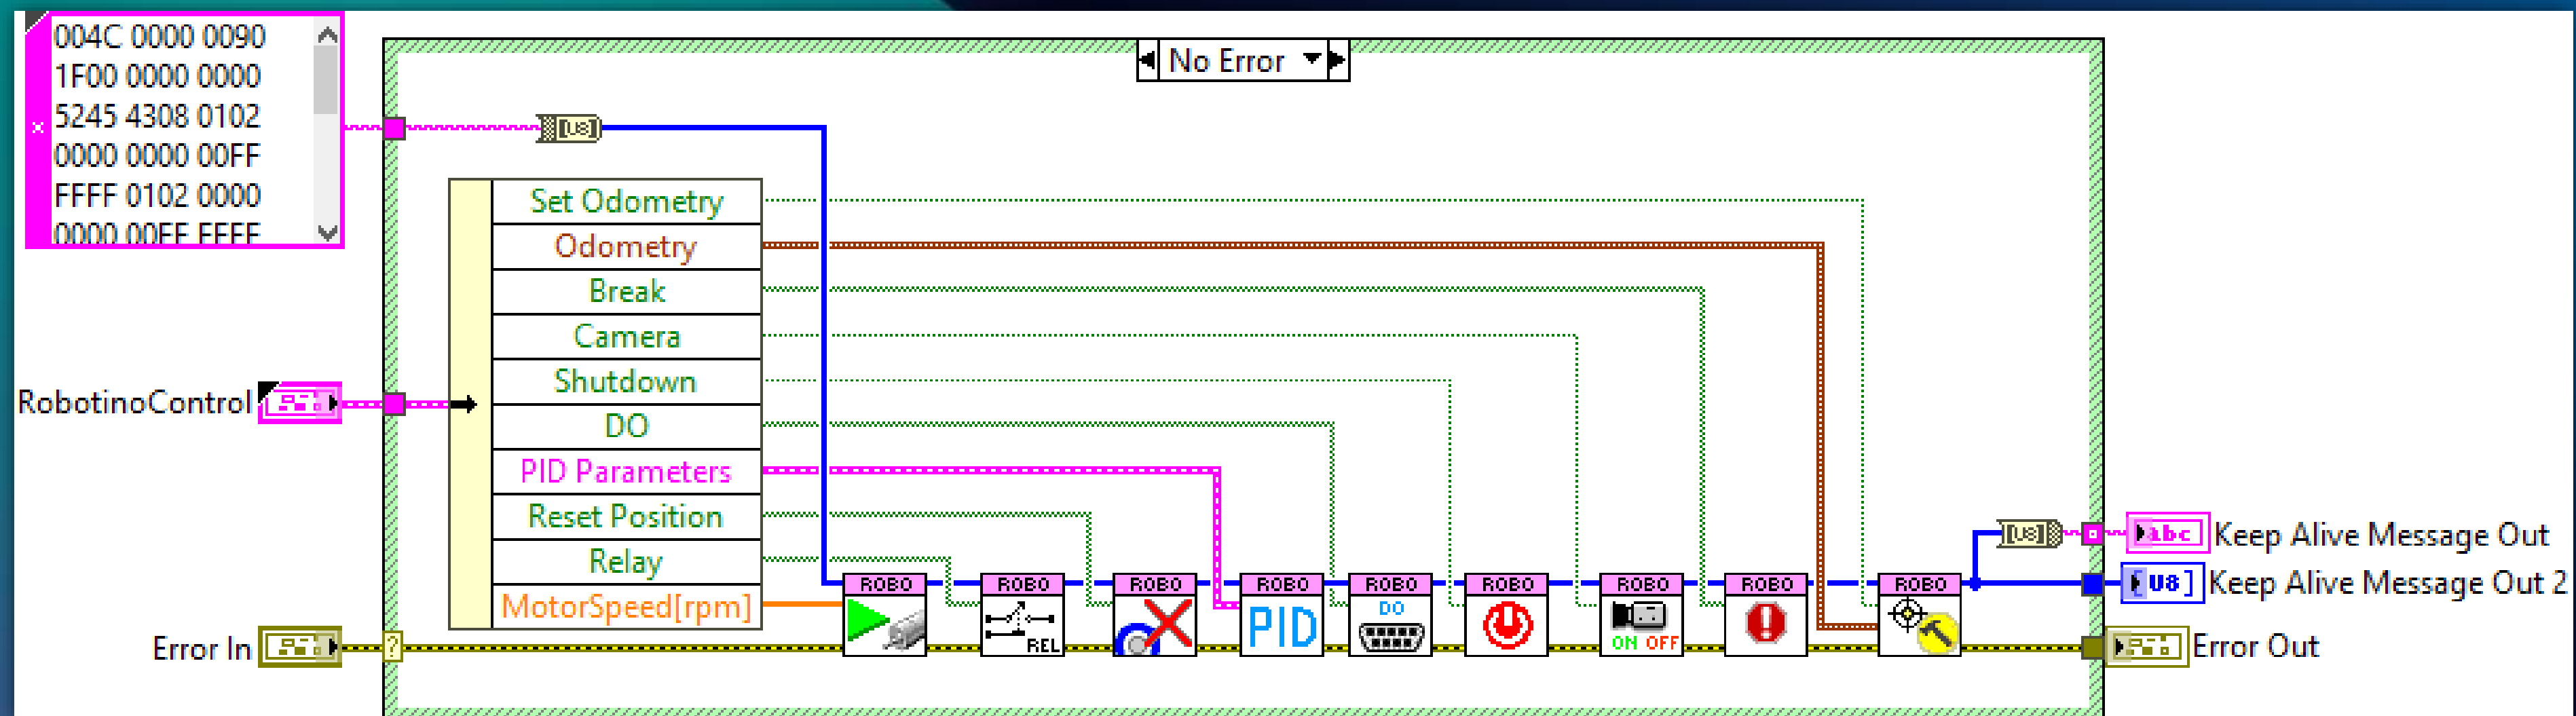 004C 0000 0090
1F00 0000 0000
5245 4308 0102
0000 0000 00FF
FFFF 0102 0000
0000 00FF FFFF
No Error
[U8]
Set Odometry
Odometry
Break
Camera
Shutdown
DO
PID Parameters
Reset Position
Relay
MotorSpeed[rpm]
RobotinoControl
Error In
?
ROBO
ROBO
REL
ROBO
ROBO
PID
ROBO
DO
ROBO
ROBO
ON OFF
ROBO
ROBO
[U8]
abc
Keep Alive Message Out
[U8]
Keep Alive Message Out 2
Error Out